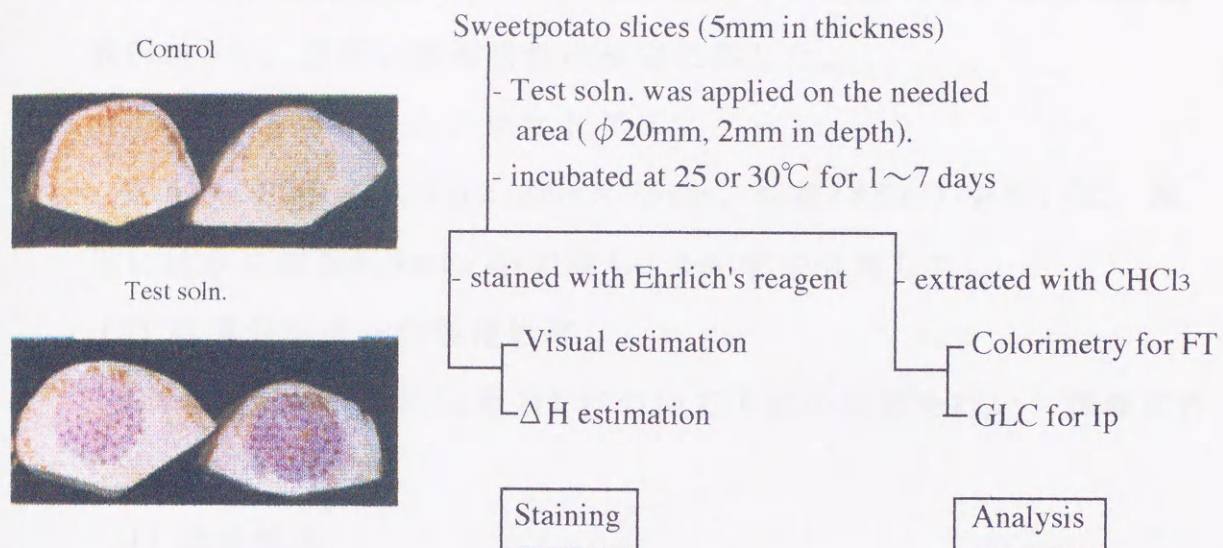 Control
Test soln.
Sweetpotato slices (5mm in thickness)
- Test soln. was applied on the needled
area ( ϕ 20mm, 2mm in depth).
- incubated at 25 or 30℃ for 1～7 days
- stained with Ehrlich's reagent
Visual estimation
ΔH estimation
- extracted with CHCl3
Colorimetry for FT
GLC for Ip
Staining
Analysis